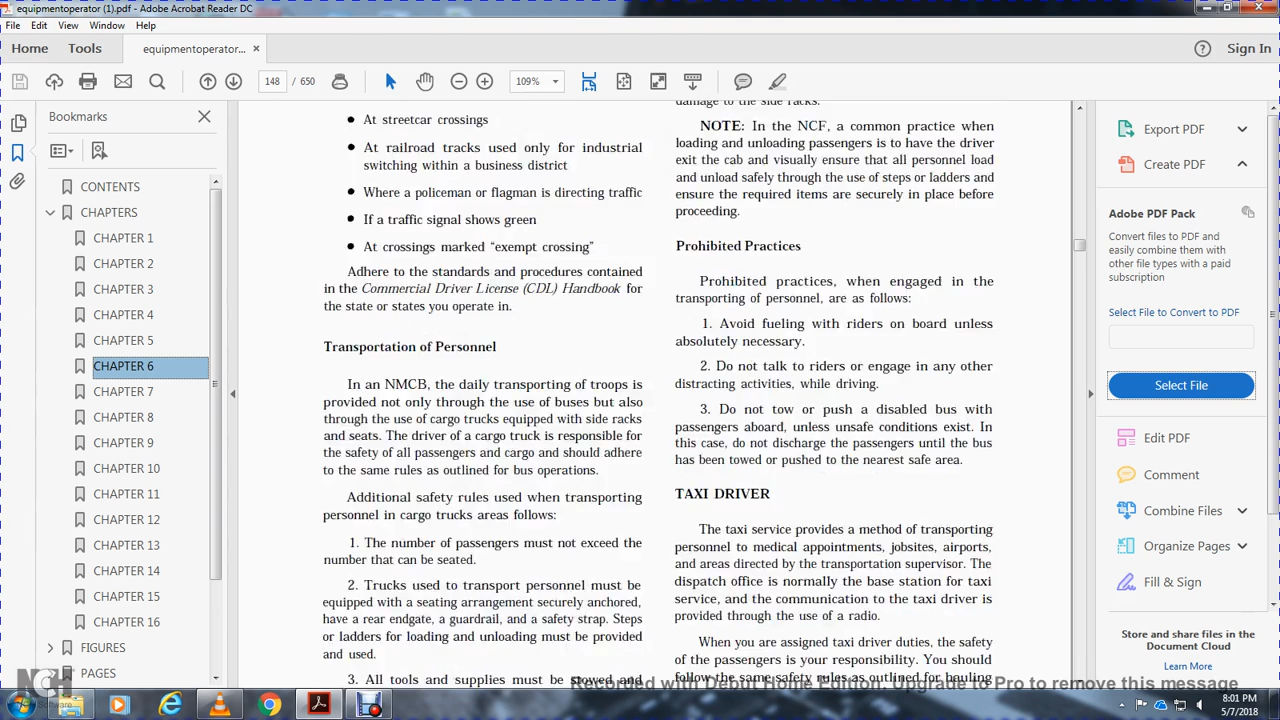 equipmentoperator (1).pdf - Adobe Acrobat Reader DC
File Edit View Window Help
Home Tools equipmentoperator... × Sign In
148 / 650 109%
Bookmarks
CONTENTS
CHAPTERS
CHAPTER 1
CHAPTER 2
CHAPTER 3
CHAPTER 4
CHAPTER 5
CHAPTER 6
CHAPTER 7
CHAPTER 8
CHAPTER 9
CHAPTER 10
CHAPTER 11
CHAPTER 12
CHAPTER 13
CHAPTER 14
CHAPTER 15
CHAPTER 16
FIGURES
PAGES
• At streetcar crossings
• At railroad tracks used only for industrial
switching within a business district
• Where a policeman or flagman is directing traffic
• If a traffic signal shows green
• At crossings marked “exempt crossing”
Adhere to the standards and procedures contained
in the Commercial Driver License (CDL) Handbook for
the state or states you operate in.
Transportation of Personnel
In an NMCB, the daily transporting of troops is
provided not only through the use of buses but also
through the use of cargo trucks equipped with side racks
and seats. The driver of a cargo truck is responsible for
the safety of all passengers and cargo and should adhere
to the same rules as outlined for bus operations.
Additional safety rules used when transporting
personnel in cargo trucks areas follows:
1. The number of passengers must not exceed the
number that can be seated.
2. Trucks used to transport personnel must be
equipped with a seating arrangement securely anchored,
have a rear endgate, a guardrail, and a safety strap. Steps
or ladders for loading and unloading must be provided
and used.
3. All tools and supplies must be stowed and
damage to the side racks.
NOTE: In the NCF, a common practice when
loading and unloading passengers is to have the driver
exit the cab and visually ensure that all personnel load
and unload safely through the use of steps or ladders and
ensure the required items are securely in place before
proceeding.
Prohibited Practices
Prohibited practices, when engaged in the
transporting of personnel, are as follows:
1. Avoid fueling with riders on board unless
absolutely necessary.
2. Do not talk to riders or engage in any other
distracting activities, while driving.
3. Do not tow or push a disabled bus with
passengers aboard, unless unsafe conditions exist. In
this case, do not discharge the passengers until the bus
has been towed or pushed to the nearest safe area.
TAXI DRIVER
The taxi service provides a method of transporting
personnel to medical appointments, jobsites, airports,
and areas directed by the transportation supervisor. The
dispatch office is normally the base station for taxi
service, and the communication to the taxi driver is
provided through the use of a radio.
When you are assigned taxi driver duties, the safety
of the passengers is your responsibility. You should
follow the same safety rules as outlined for hauling
Export PDF
Create PDF
Adobe PDF Pack
Convert files to PDF and
easily combine them with
other file types with a paid
subscription
Select File to Convert to PDF
Select File
Edit PDF
Comment
Combine Files
Organize Pages
Fill & Sign
Store and share files in the
Document Cloud
Learn More
Recorded with Debut Home Edition. Upgrade to Pro to remove this message
NCH Software
8:01 PM
5/7/2018